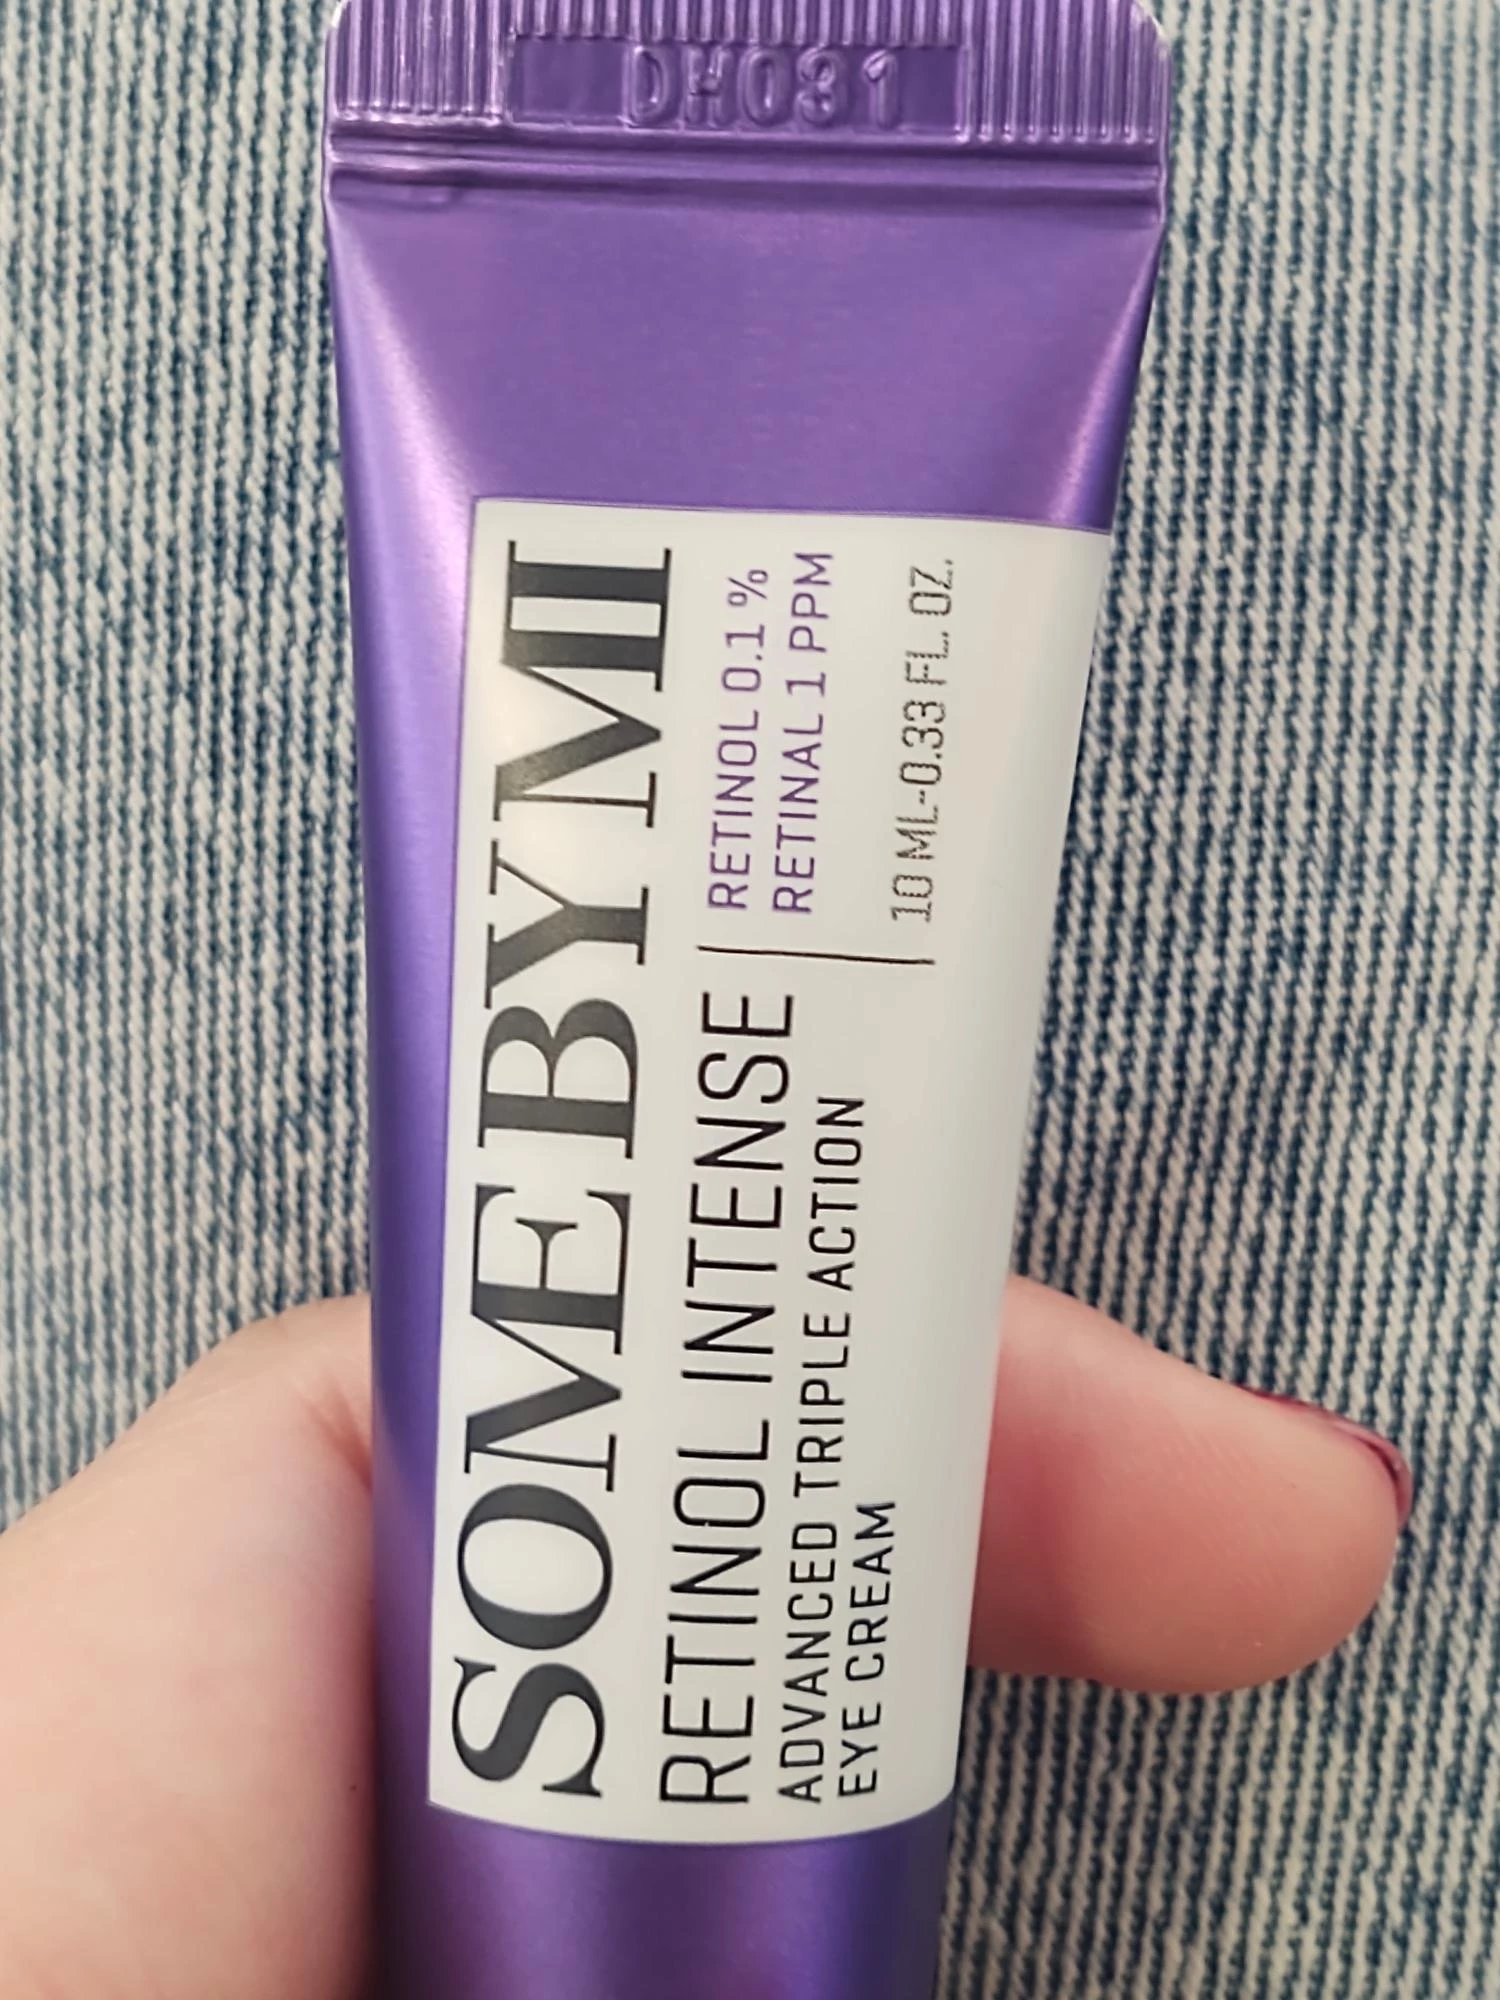 DH031
SOMEBYMI
RETINOL INTENSE
ADVANCED TRIPLE ACTION
EYE CREAM
RETINOL 0.1 %
RETINAL 1 PPM
10 ML-0.33 FL. OZ.